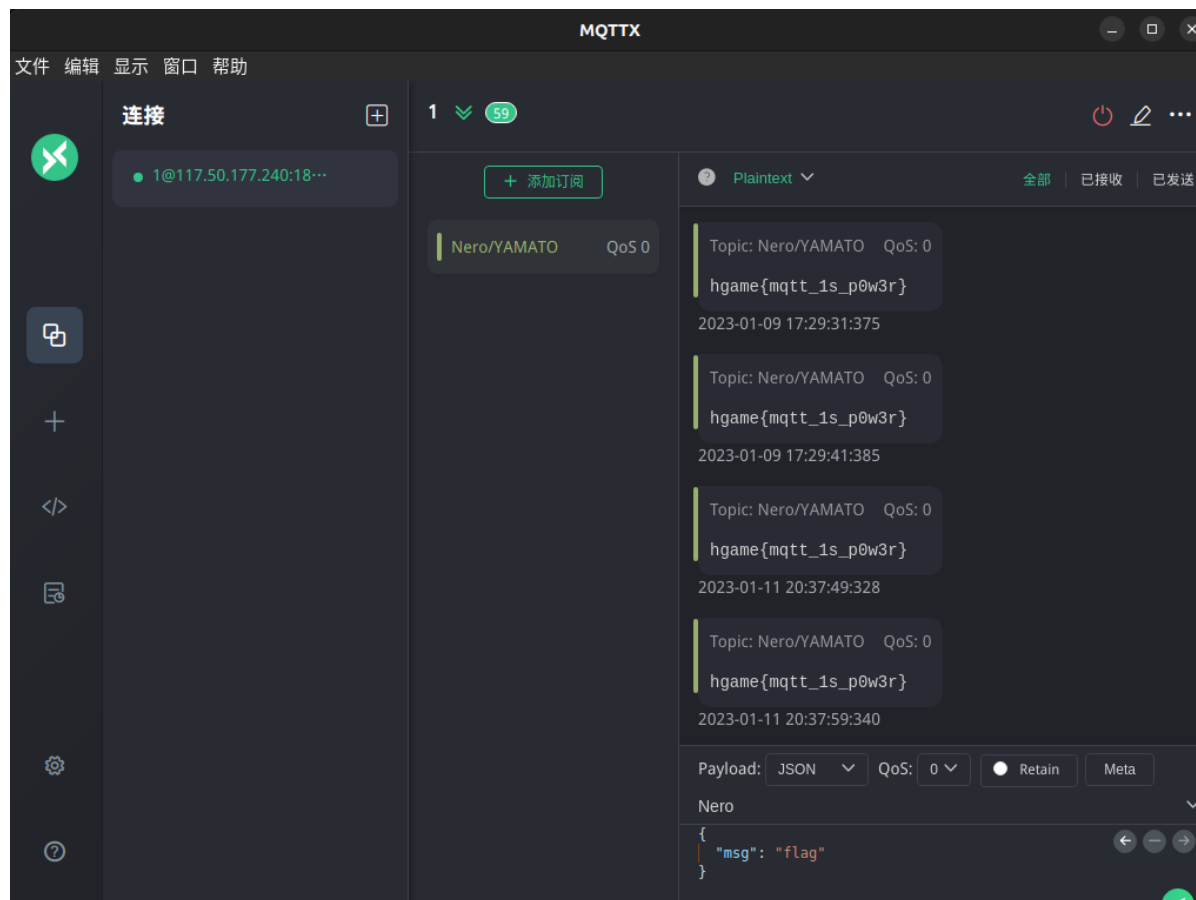 MQTTX
文件 编辑 显示 窗口 帮助
连接
1@117.50.177.240:18···
1 59
+ 添加订阅
Nero/YAMATO QoS 0
Plaintext 全部 已接收 已发送
Topic: Nero/YAMATO QoS: 0
hgame{mqtt_1s_p0w3r}
2023-01-09 17:29:31:375
Topic: Nero/YAMATO QoS: 0
hgame{mqtt_1s_p0w3r}
2023-01-09 17:29:41:385
Topic: Nero/YAMATO QoS: 0
hgame{mqtt_1s_p0w3r}
2023-01-11 20:37:49:328
Topic: Nero/YAMATO QoS: 0
hgame{mqtt_1s_p0w3r}
2023-01-11 20:37:59:340
Payload: JSON QoS: 0 Retain Meta
Nero
{
"msg": "flag"
}